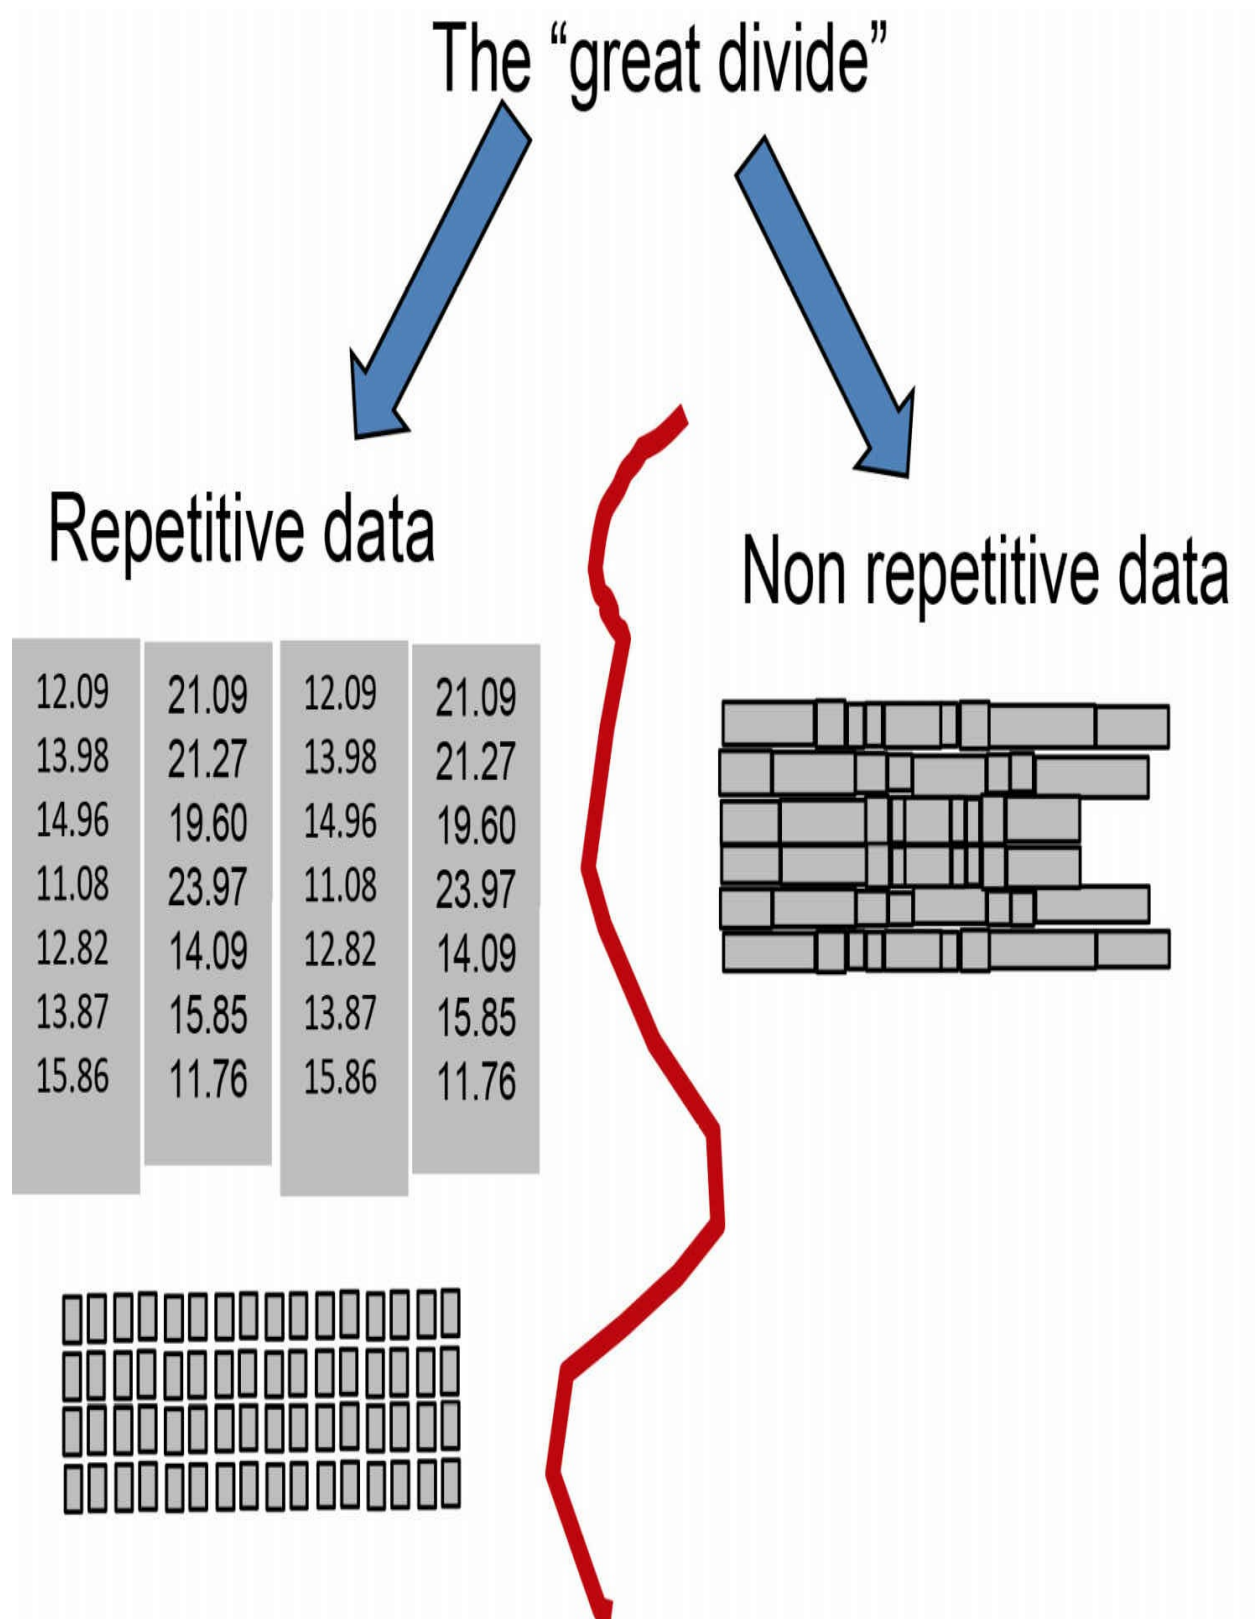 The “great divide”
Repetitive data
Non repetitive data
12.09 21.09 12.09 21.09
13.98 21.27 13.98 21.27
14.96 19.60 14.96 19.60
11.08 23.97 11.08 23.97
12.82 14.09 12.82 14.09
13.87 15.85 13.87 15.85
15.86 11.76 15.86 11.76